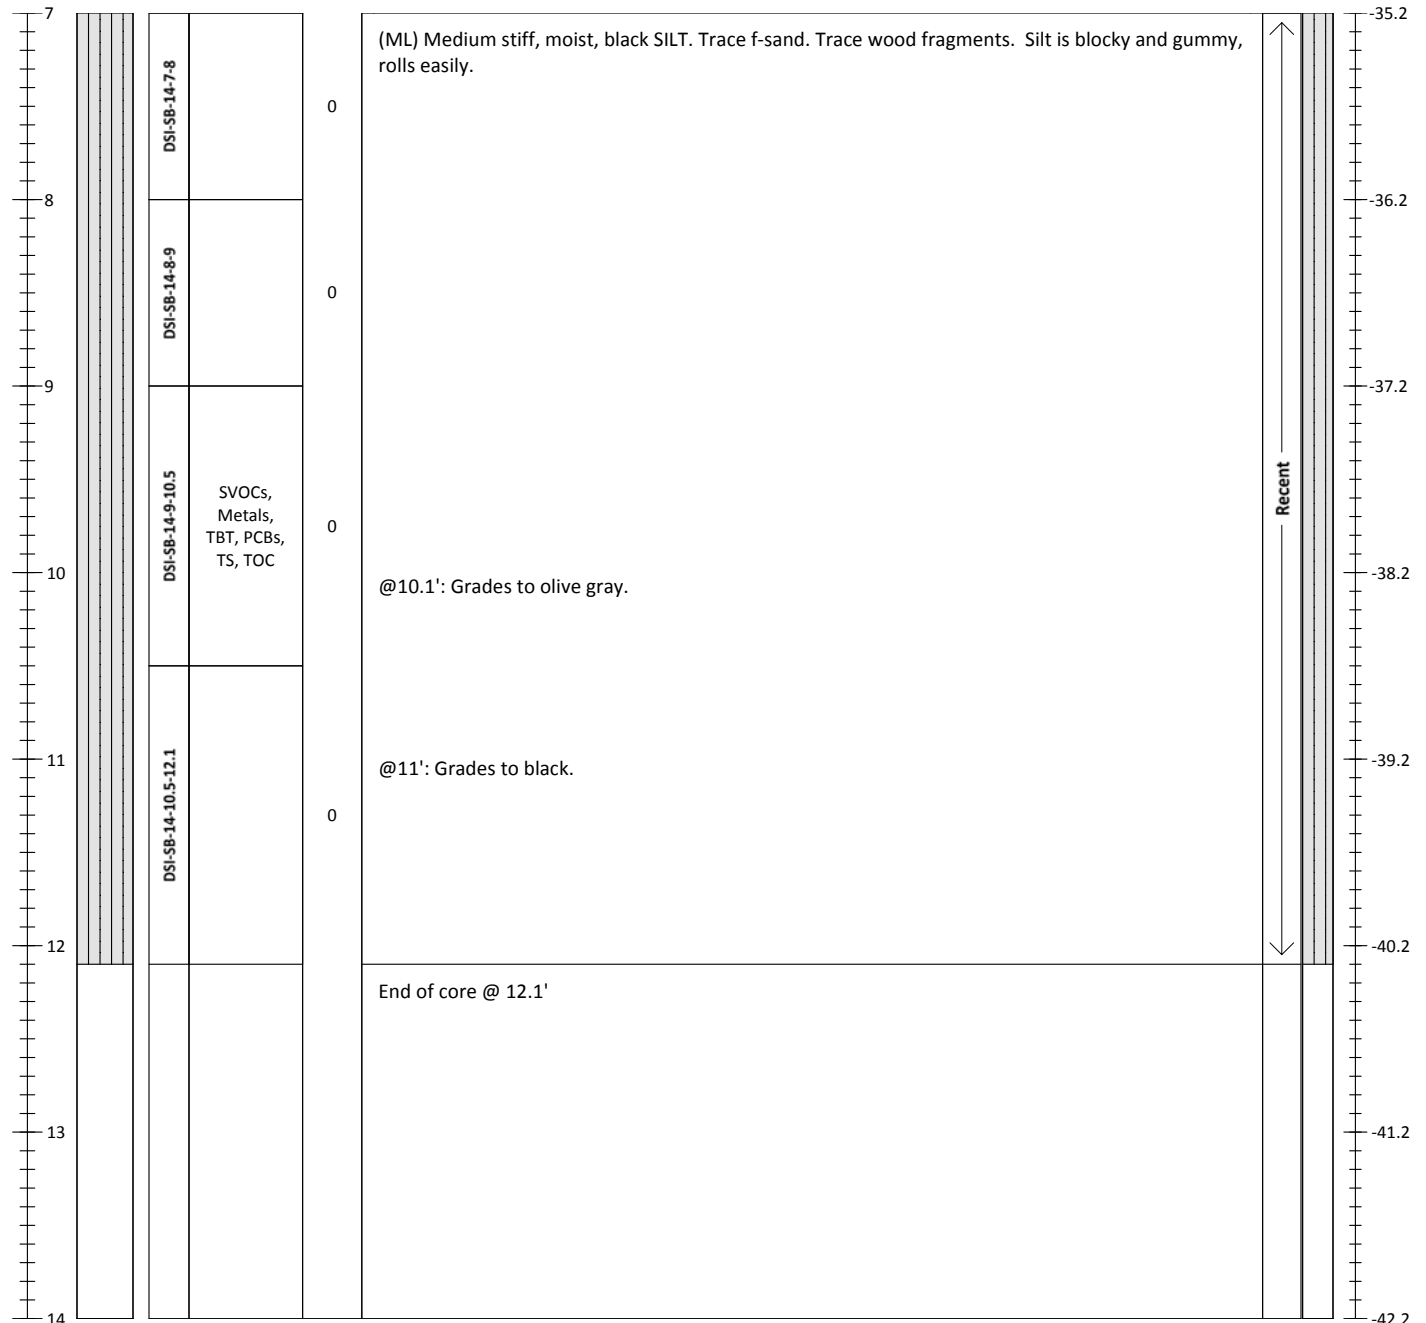 7
-35.2
(ML) Medium stiff, moist, black SILT. Trace f-sand. Trace wood fragments. Silt is blocky and gummy,
rolls easily.
DSI-SB-14-7-8
0
8
-36.2
DSI-SB-14-8-9
0
9
-37.2
DSI-SB-14-9-10.5
SVOCs,
Metals,
TBT, PCBs,
TS, TOC
0
Recent
10
-38.2
@10.1': Grades to olive gray.
11
-39.2
@11': Grades to black.
DSI-SB-14-10.5-12.1
0
12
-40.2
End of core @ 12.1'
13
-41.2
14
-42.2